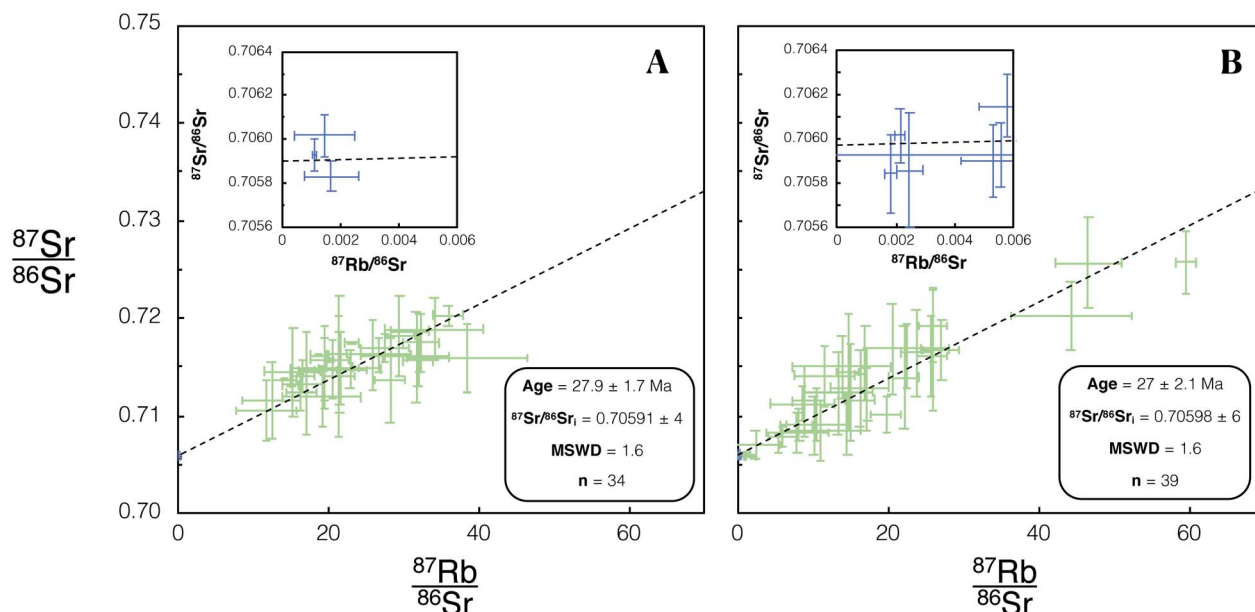 0.75
0.74
0.73
0.72
0.71
0.70
87Sr
86Sr
A
0.7064
0.7062
0.7060
0.7058
0.7056
87Sr/86Sr
0 0.002 0.004 0.006
87Rb/86Sr
Age = 27.9 ± 1.7 Ma
87Sr/86Sri = 0.70591 ± 4
MSWD = 1.6
n = 34
0 20 40 60
87Rb
86Sr
B
0.7064
0.7062
0.7060
0.7058
0.7056
87Sr/86Sr
0 0.002 0.004 0.006
87Rb/86Sr
Age = 27 ± 2.1 Ma
87Sr/86Sri = 0.70598 ± 6
MSWD = 1.6
n = 39
0 20 40 60
87Rb
86Sr